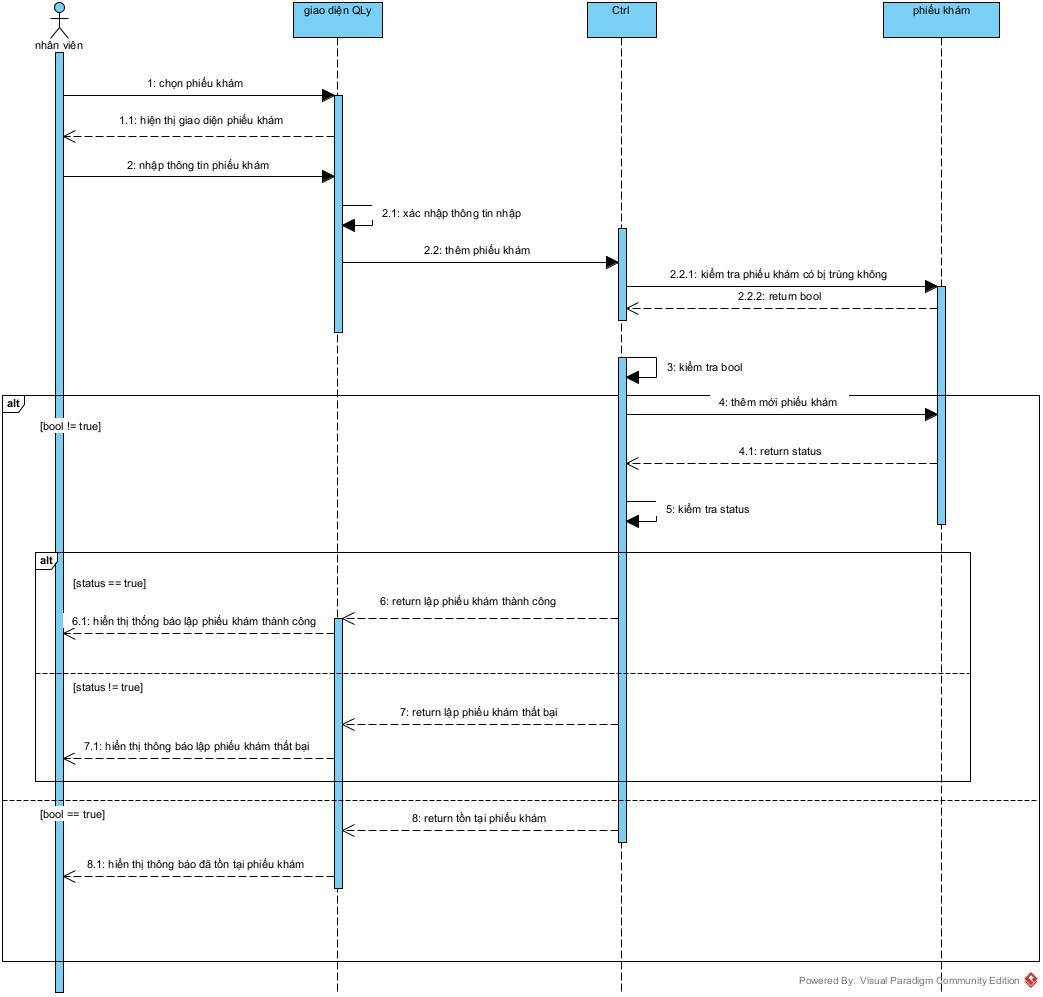 giao diện QLy
Ctrl
phiếu khám
nhân viên
1: chọn phiếu khám
1.1: hiện thị giao diện phiếu khám
2: nhập thông tin phiếu khám
2.1: xác nhập thông tin nhập
2.2: thêm phiếu khám
2.2.1: kiểm tra phiếu khám có bị trùng không
2.2.2: return bool
3: kiểm tra bool
alt
4: thêm mới phiếu khám
[bool != true]
4.1: return status
5: kiểm tra status
alt
[status == true]
6: return lập phiếu khám thành công
6.1: hiển thị thống báo lập phiếu khám thành công
[status != true]
7: return lập phiếu khám thất bại
7.1: hiển thị thông báo lập phiếu khám thất bại
[bool == true]
8: return tồn tại phiếu khám
8.1: hiển thị thông báo đã tồn tại phiếu khám
Powered By Visual Paradigm Community Edition